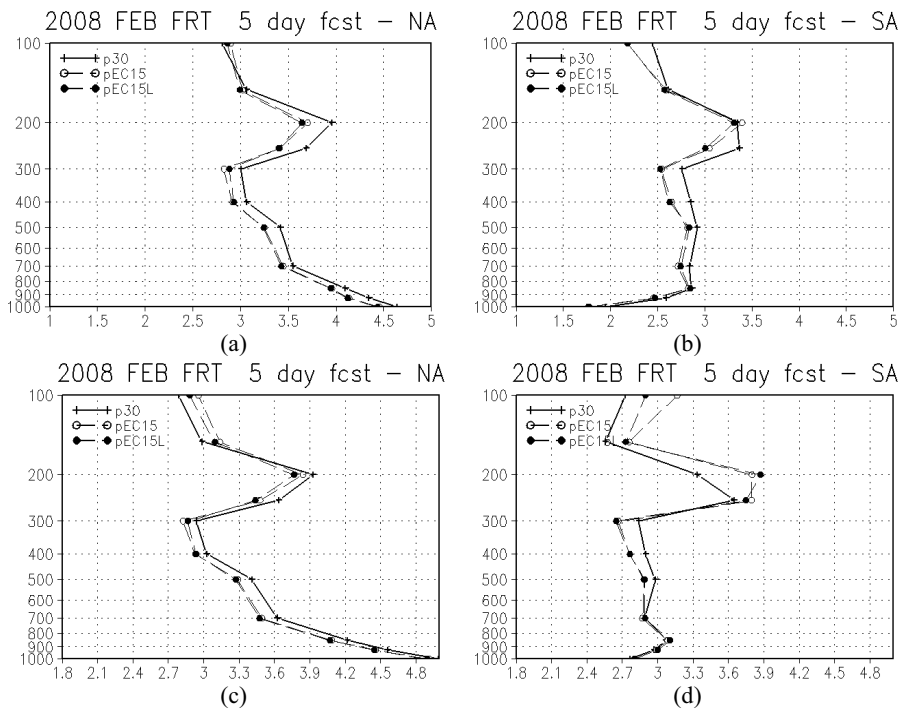 2008 FEB FRT 5 day fcst – NA
100
200
300
400
500
600
700
800
900
1000
p30
pEC15
pEC15L
1 1.5 2 2.5 3 3.5 4 4.5 5
(a)
2008 FEB FRT 5 day fcst – SA
100
200
300
400
500
600
700
800
900
1000
p30
pEC15
pEC15L
1 1.5 2 2.5 3 3.5 4 4.5 5
(b)
2008 FEB FRT 5 day fcst – NA
100
200
300
400
500
600
700
800
900
1000
p30
pEC15
pEC15L
1.8 2.1 2.4 2.7 3 3.3 3.6 3.9 4.2 4.5 4.8
(c)
2008 FEB FRT 5 day fcst – SA
100
200
300
400
500
600
700
800
900
1000
p30
pEC15
1.8 2.1 2.4 2.7 3 3.3 3.6 3.9 4.2 4.5 4.8
(d)